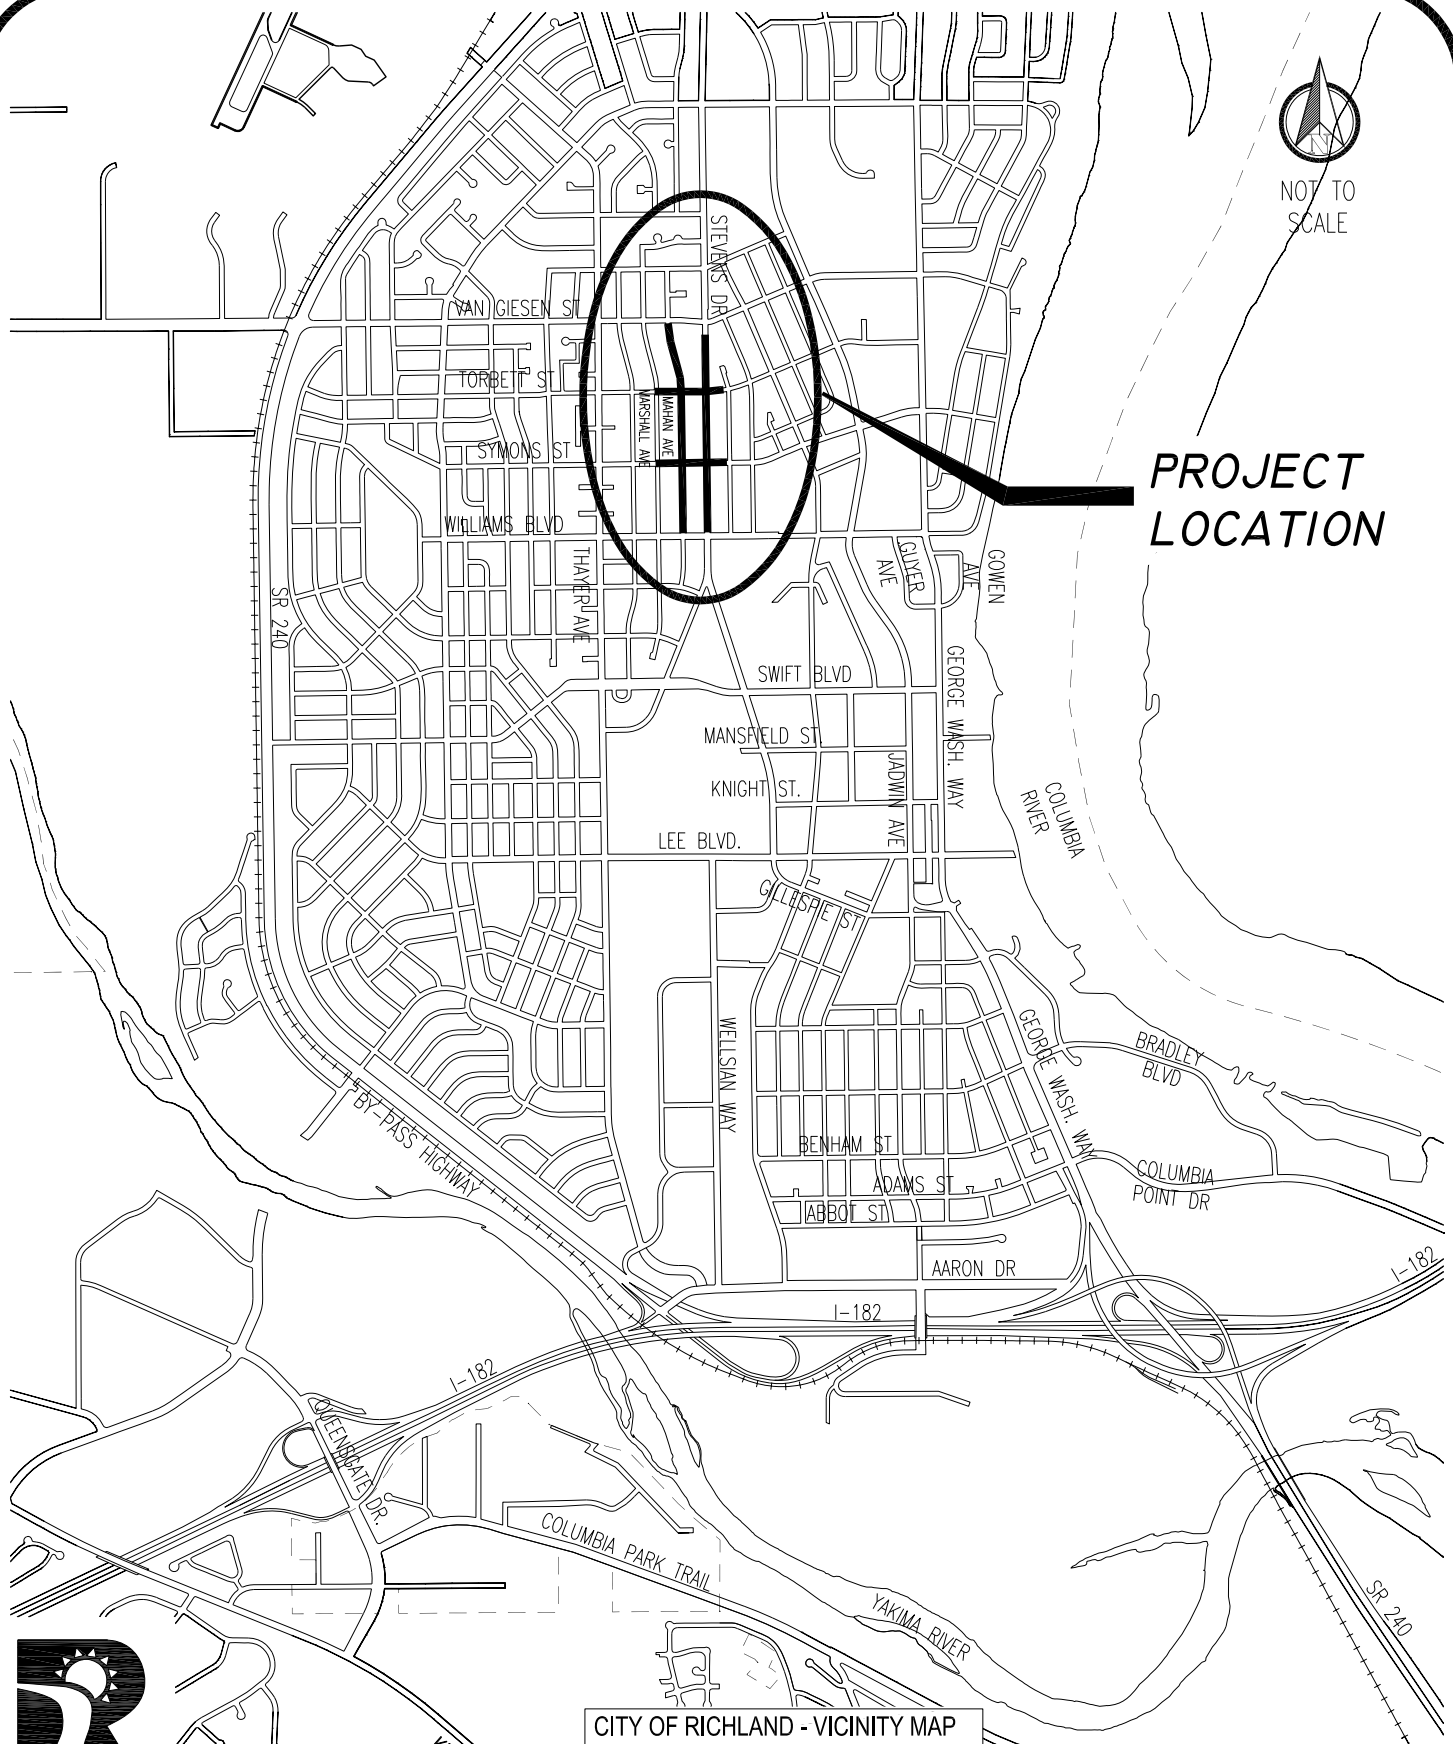 N
NOT TO
SCALE
STEVENS DR
VAN GIESEN ST
TORBETT ST
MARSHALL AVE
MAHAN AVE
SYMONS ST
PROJECT
LOCATION
WILLIAMS BLVD
THAYER AVE
GUYER
AVE
GOWEN
AVE
SR 240
SWIFT BLVD
GEORGE WASH. WAY
MANSFIELD ST.
JADWIN AVE
KNIGHT ST.
COLUMBIA
RIVER
LEE BLVD.
GILLESPIE ST
WELLSIAN WAY
GEORGE WASH. WAY
BRADLEY
BLVD
BY-PASS HIGHWAY
BENHAM ST
ADAMS ST
COLUMBIA
POINT DR
ABBOT ST
AARON DR
I-182
I-182
I-182
QUEENSGATE DR.
COLUMBIA PARK TRAIL
YAKIMA RIVER
SR 240
CITY OF RICHLAND - VICINITY MAP